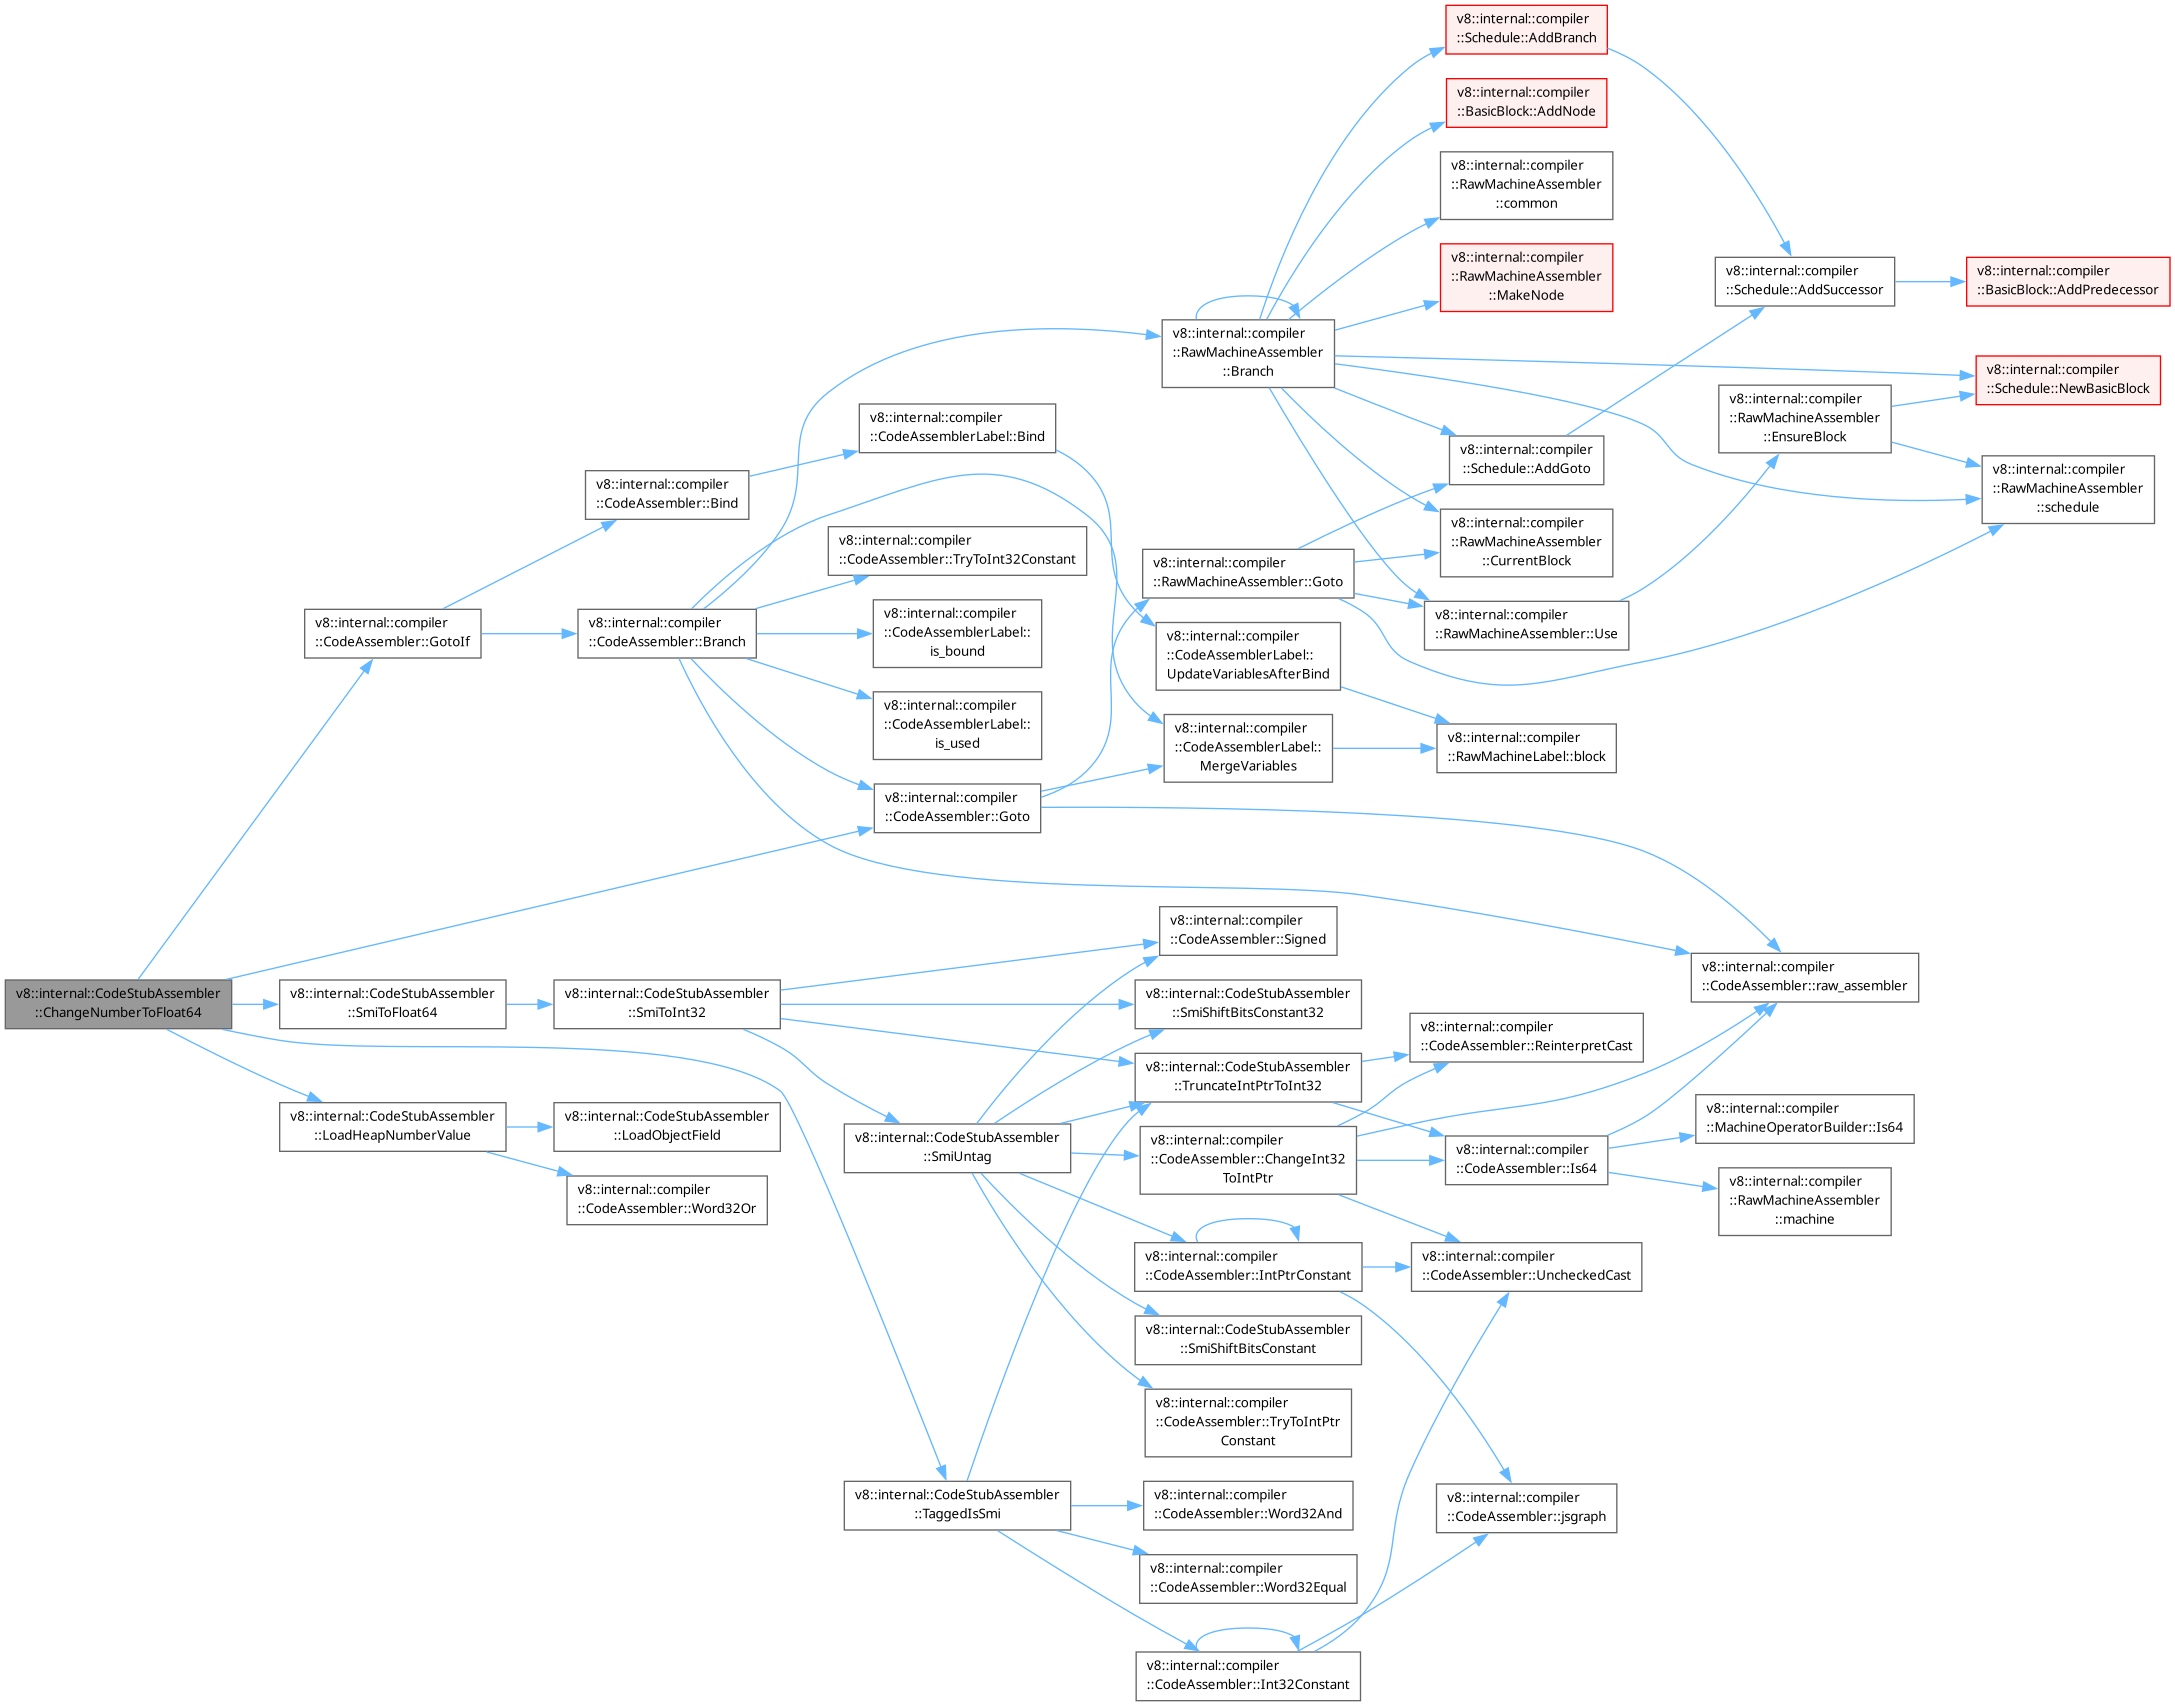 v8::internal::compiler
::Schedule::AddBranch
v8::internal::compiler
::BasicBlock::AddNode
v8::internal::compiler
::RawMachineAssembler
::common
v8::internal::compiler
::RawMachineAssembler
::MakeNode
v8::internal::compiler
::Schedule::AddSuccessor
v8::internal::compiler
::BasicBlock::AddPredecessor
v8::internal::compiler
::RawMachineAssembler
::Branch
v8::internal::compiler
::Schedule::NewBasicBlock
v8::internal::compiler
::RawMachineAssembler
::EnsureBlock
v8::internal::compiler
::CodeAssemblerLabel::Bind
v8::internal::compiler
::Schedule::AddGoto
v8::internal::compiler
::RawMachineAssembler
::schedule
v8::internal::compiler
::CodeAssembler::Bind
v8::internal::compiler
::RawMachineAssembler
::CurrentBlock
v8::internal::compiler
::CodeAssembler::TryToInt32Constant
v8::internal::compiler
::RawMachineAssembler::Goto
v8::internal::compiler
::RawMachineAssembler::Use
v8::internal::compiler
::CodeAssembler::GotoIf
v8::internal::compiler
::CodeAssembler::Branch
v8::internal::compiler
::CodeAssemblerLabel::
is_bound
v8::internal::compiler
::CodeAssemblerLabel::
UpdateVariablesAfterBind
v8::internal::compiler
::CodeAssemblerLabel::
is_used
v8::internal::compiler
::CodeAssemblerLabel::
MergeVariables
v8::internal::compiler
::RawMachineLabel::block
v8::internal::compiler
::CodeAssembler::Goto
v8::internal::compiler
::CodeAssembler::Signed
v8::internal::compiler
::CodeAssembler::raw_assembler
v8::internal::CodeStubAssembler
::ChangeNumberToFloat64
v8::internal::CodeStubAssembler
::SmiToFloat64
v8::internal::CodeStubAssembler
::SmiToInt32
v8::internal::CodeStubAssembler
::SmiShiftBitsConstant32
v8::internal::compiler
::CodeAssembler::ReinterpretCast
v8::internal::CodeStubAssembler
::TruncateIntPtrToInt32
v8::internal::CodeStubAssembler
::LoadHeapNumberValue
v8::internal::CodeStubAssembler
::LoadObjectField
v8::internal::compiler
::MachineOperatorBuilder::Is64
v8::internal::CodeStubAssembler
::SmiUntag
v8::internal::compiler
::CodeAssembler::ChangeInt32
ToIntPtr
v8::internal::compiler
::CodeAssembler::Is64
v8::internal::compiler
::CodeAssembler::Word32Or
v8::internal::compiler
::RawMachineAssembler
::machine
v8::internal::compiler
::CodeAssembler::IntPtrConstant
v8::internal::compiler
::CodeAssembler::UncheckedCast
v8::internal::CodeStubAssembler
::SmiShiftBitsConstant
v8::internal::compiler
::CodeAssembler::TryToIntPtr
Constant
v8::internal::CodeStubAssembler
::TaggedIsSmi
v8::internal::compiler
::CodeAssembler::Word32And
v8::internal::compiler
::CodeAssembler::jsgraph
v8::internal::compiler
::CodeAssembler::Word32Equal
v8::internal::compiler
::CodeAssembler::Int32Constant